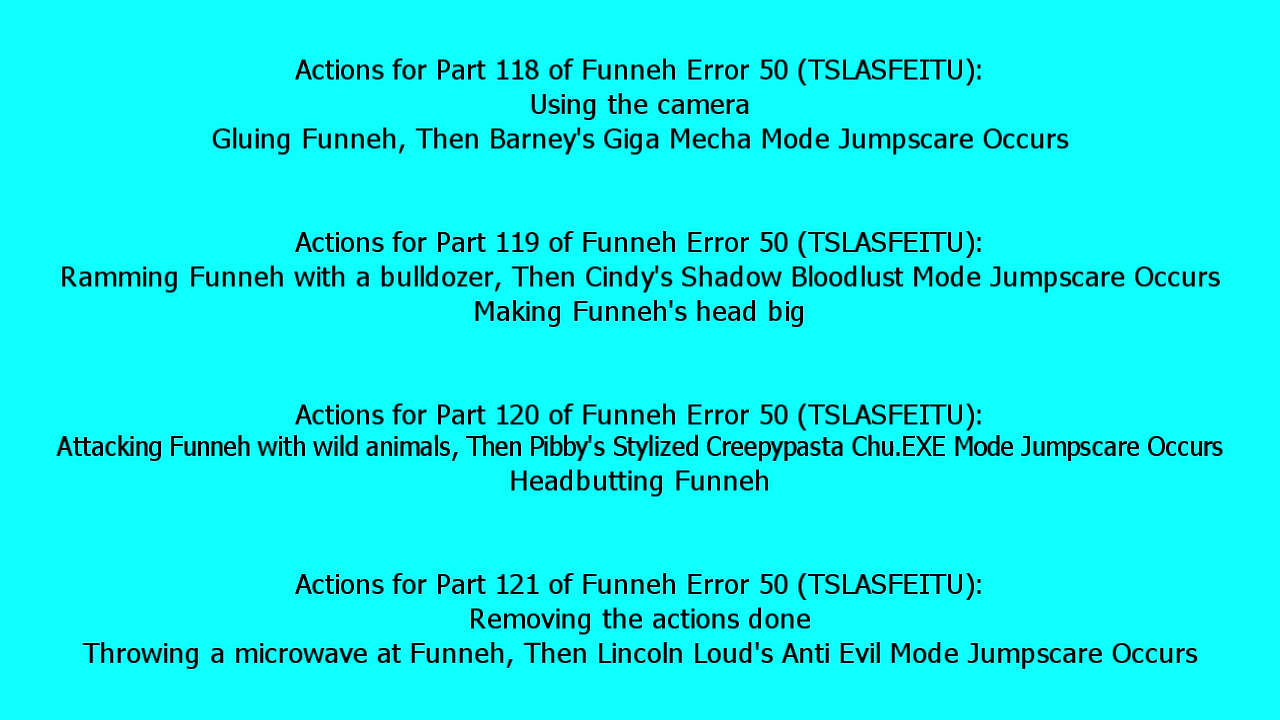 Actions for Part 118 of Funneh Error 50 (TSLASFEITU):
Using the camera
Gluing Funneh, Then Barney's Giga Mecha Mode Jumpscare Occurs
Actions for Part 119 of Funneh Error 50 (TSLASFEITU):
Ramming Funneh with a bulldozer, Then Cindy's Shadow Bloodlust Mode Jumpscare Occurs
Making Funneh's head big
Actions for Part 120 of Funneh Error 50 (TSLASFEITU):
Attacking Funneh with wild animals, Then Pibby's Stylized Creepypasta Chu.EXE Mode Jumpscare Occurs
Headbutting Funneh
Actions for Part 121 of Funneh Error 50 (TSLASFEITU):
Removing the actions done
Throwing a microwave at Funneh, Then Lincoln Loud's Anti Evil Mode Jumpscare Occurs